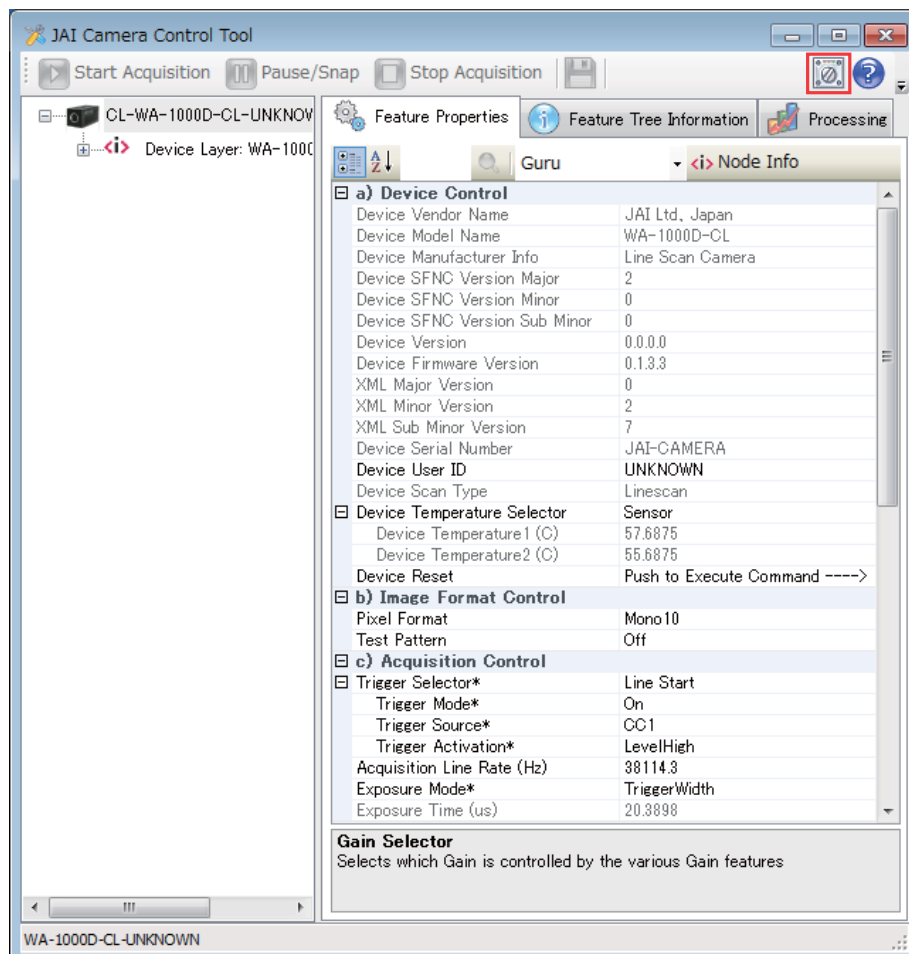 JAI Camera Control Tool
Start Acquisition Pause/Snap Stop Acquisition
CL-WA-1000D-CL-UNKNOW
<i> Device Layer: WA-100
Feature Properties Feature Tree Information Processing
Guru <i> Node Info
a) Device Control
Device Vendor Name JAI Ltd, Japan
Device Model Name WA-1000D-CL
Device Manufacturer Info Line Scan Camera
Device SFNC Version Major 2
Device SFNC Version Minor 0
Device SFNC Version Sub Minor 0
Device Version 0.0.0.0
Device Firmware Version 0.1.3.3
XML Major Version 0
XML Minor Version 2
XML Sub Minor Version 7
Device Serial Number JAI-CAMERA
Device User ID UNKNOWN
Device Scan Type Linescan
Device Temperature Selector Sensor
Device Temperature1 (C) 57.6875
Device Temperature2 (C) 55.6875
Device Reset Push to Execute Command ---->
b) Image Format Control
Pixel Format Mono10
Test Pattern Off
c) Acquisition Control
Trigger Selector* Line Start
Trigger Mode* On
Trigger Source* CC1
Trigger Activation* LevelHigh
Acquisition Line Rate (Hz) 38114.3
Exposure Mode* TriggerWidth
Exposure Time (us) 20.3898
Gain Selector
Selects which Gain is controlled by the various Gain features
WA-1000D-CL-UNKNOWN